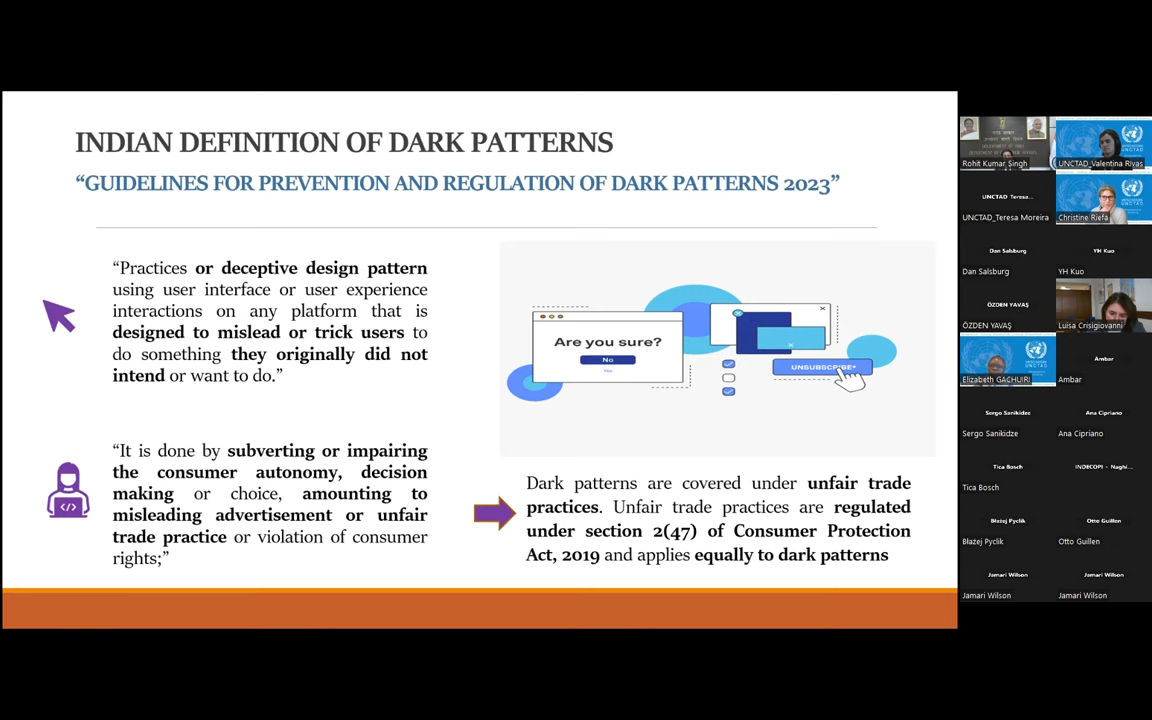 INDIAN DEFINITION OF DARK PATTERNS
“GUIDELINES FOR PREVENTION AND REGULATION OF DARK PATTERNS 2023”
“Practices or deceptive design pattern
using user interface or user experience
interactions on any platform that is
designed to mislead or trick users to
do something they originally did not
intend or want to do.”
“It is done by subverting or impairing
the consumer autonomy, decision
making or choice, amounting to
misleading advertisement or unfair
trade practice or violation of consumer
rights;”
Are you sure?
No
Yes
UNSUBSCRIBE*
Dark patterns are covered under unfair trade
practices. Unfair trade practices are regulated
under section 2(47) of Consumer Protection
Act, 2019 and applies equally to dark patterns
Rohit Kumar Singh
UNCTAD_Valentina Rivas
UNCTAD_Teresa...
UNCTAD_Teresa Moreira
Christine Riefa
Dan Salsburg
Dan Salsburg
YH Kuo
YH Kuo
ÖZDEN YAVAŞ
ÖZDEN YAVAŞ
Luisa Crisigiovanni
Elizabeth GACHUIRI
Ambar
Ambar
Sergo Sanikidze
Sergo Sanikidze
Ana Cipriano
Ana Cipriano
Tica Bosch
Tica Bosch
INDECOPI - Naghi...
Błażej Pyclik
Błażej Pyclik
Otto Guillen
Otto Guillen
Jamari Wilson
Jamari Wilson
Jamari Wilson
Jamari Wilson